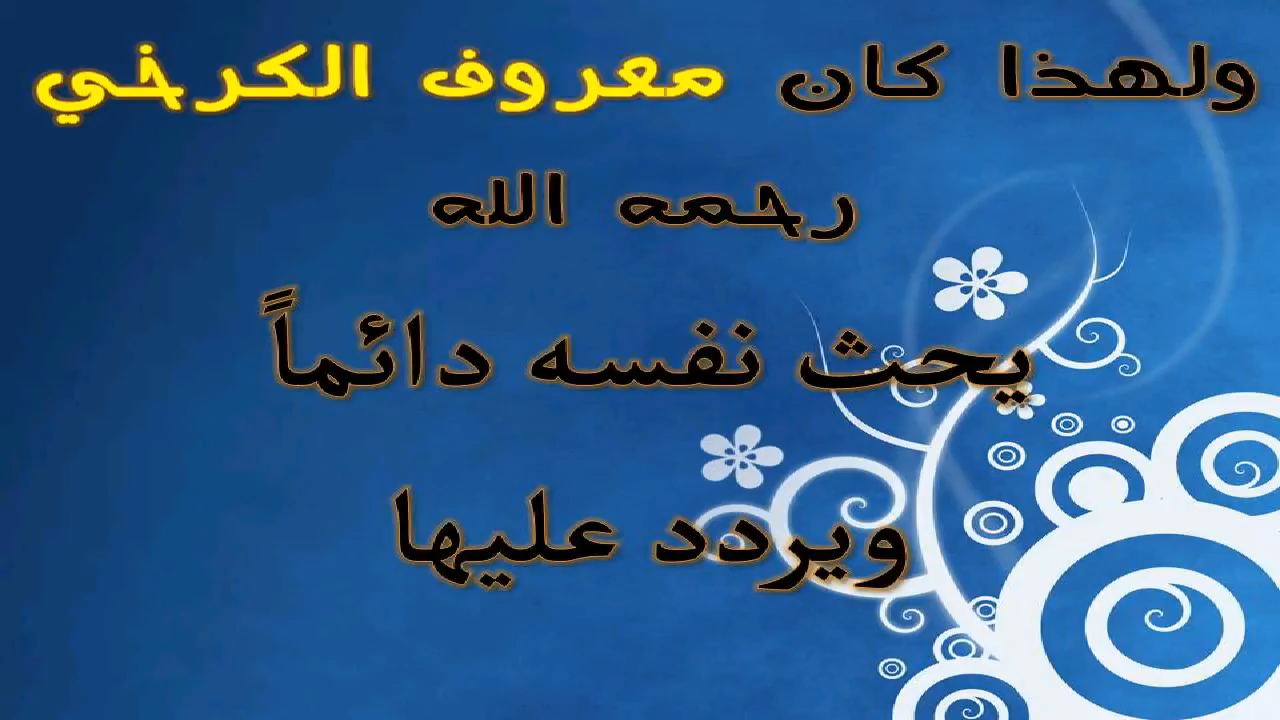 ولهذا كان معروف الكرخي
رحمه الله
يحث نفسه دائماً
ويردد عليها